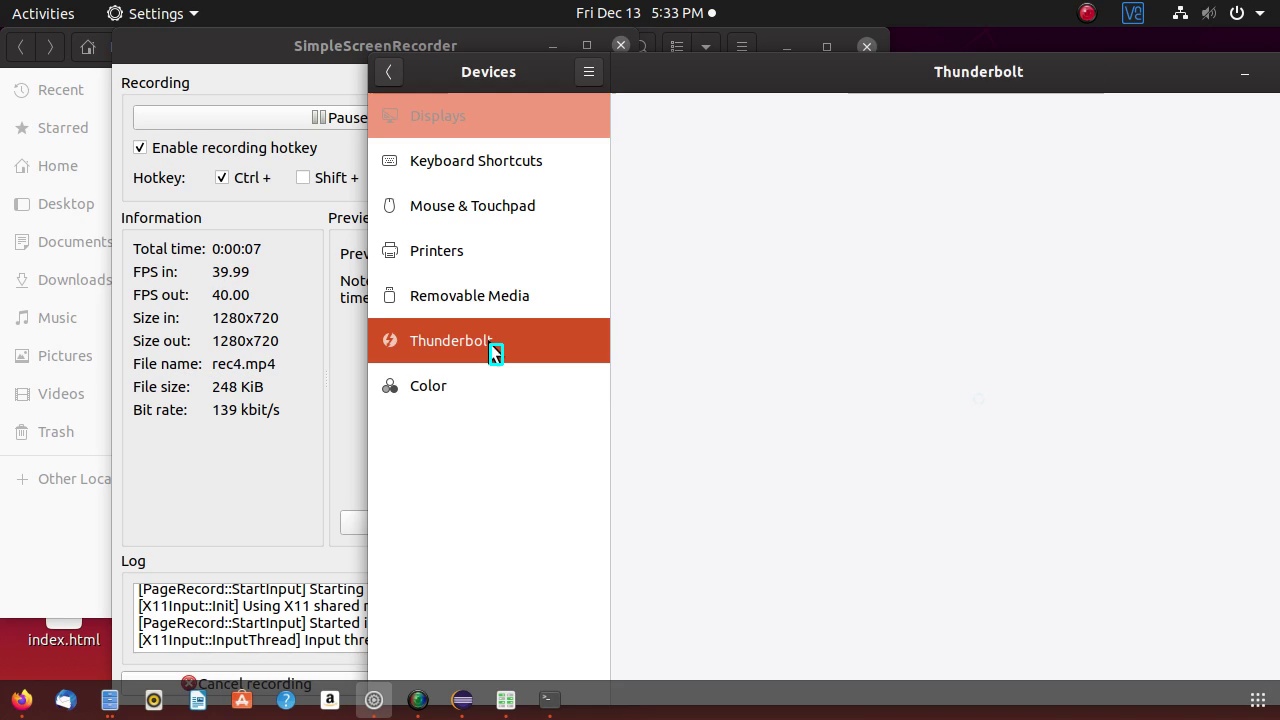 Activities
Settings
Fri Dec 13 5:33 PM
SimpleScreenRecorder
Devices
Thunderbolt
Recent
Starred
Home
Desktop
Documents
Downloads
Music
Pictures
Videos
Trash
Other Loca
index.html
Recording
Pause
Enable recording hotkey
Hotkey: Ctrl + Shift +
Information
Total time: 0:00:07
FPS in: 39.99
FPS out: 40.00
Size in: 1280x720
Size out: 1280x720
File name: rec4.mp4
File size: 248 KiB
Bit rate: 139 kbit/s
Previe
Prev
Note
time
Log
[PageRecord::StartInput] Starting
[X11Input::Init] Using X11 shared
[PageRecord::StartInput] Started i
[X11Input::InputThread] Input thre
Cancel recording
Displays
Keyboard Shortcuts
Mouse & Touchpad
Printers
Removable Media
Thunderbolt
Color